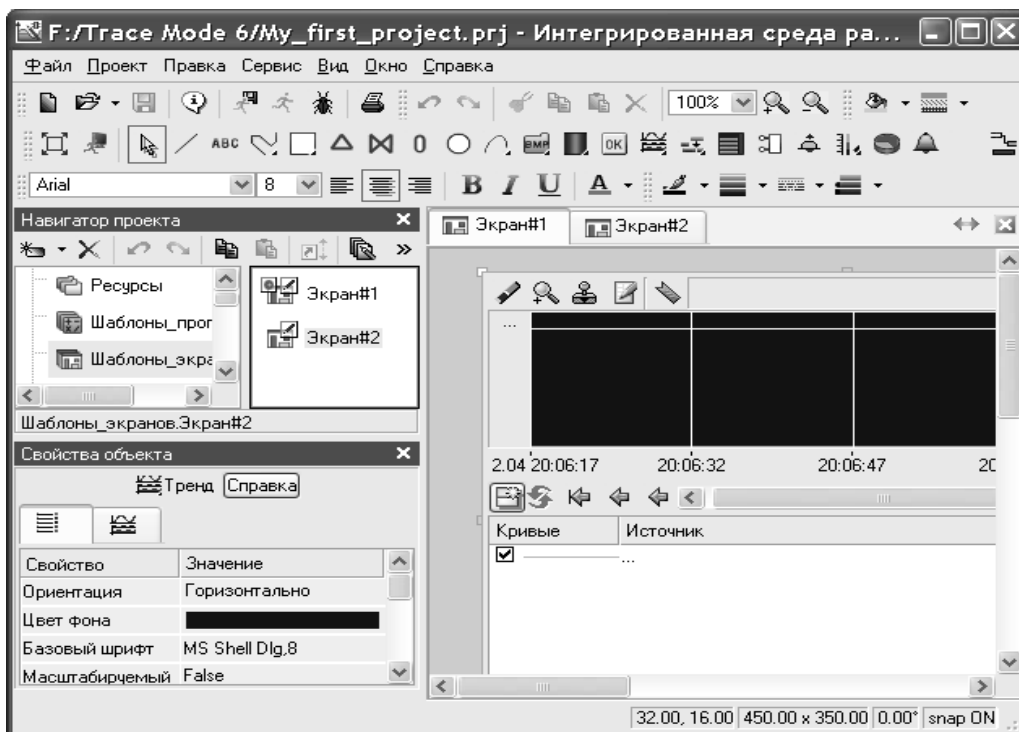 F:/Trace Mode 6/My_first_project.prj - Интегрированная среда ра...
Файл Проект Правка Сервис Вид Окно Справка
100%
ABC BMP OK
Arial 8 B I U A
Навигатор проекта
Экран#1 Экран#2
Ресурсы
Шаблоны_прог
Шаблоны_экра
Экран#1
Экран#2
Шаблоны_экранов.Экран#2
Свойства объекта
Тренд Справка
Свойство Значение
Ориентация Горизонтально
Цвет фона
Базовый шрифт MS Shell Dlg,8
Масштабируемый False
...
2.04 20:06:17 20:06:32 20:06:47 20
Кривые Источник
...
32.00, 16.00 450.00 x 350.00 0.00° snap ON